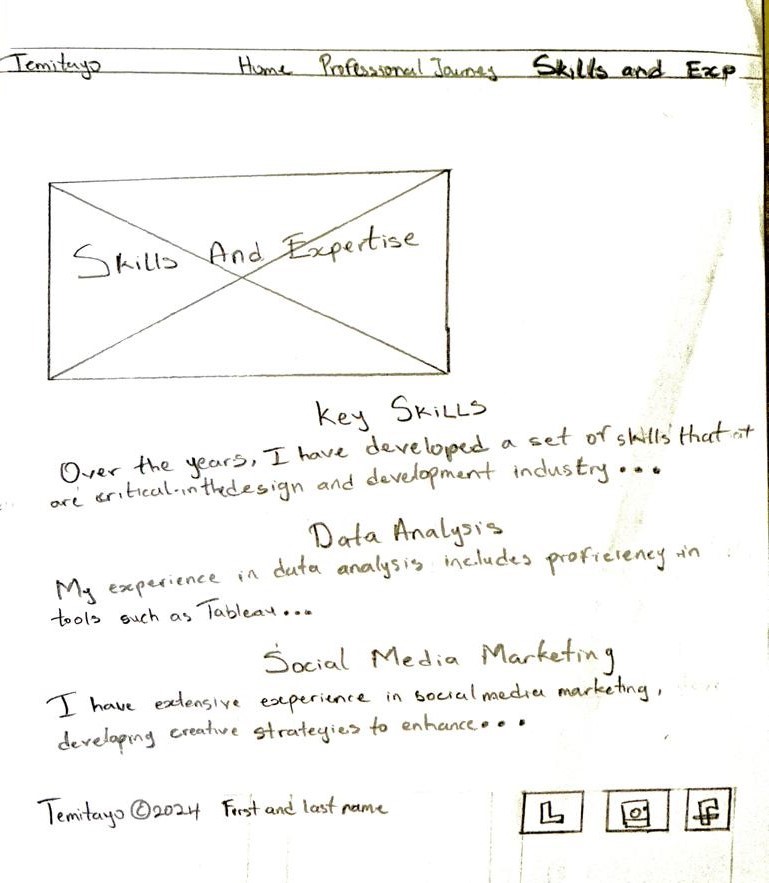 Temitayo Home Professional Journey Skills and Exp
Skills And Expertise
Key SKiLLS
Over the years, I have developed a set of skills that
are critical in the design and development industry...
Data Analysis
My experience in data analysis includes proficiency in
tools such as Tableau...
Social Media Marketing
I have extensive experience in social media marketing,
developing creative strategies to enhance...
Temitayo ©2024 First and last name L f